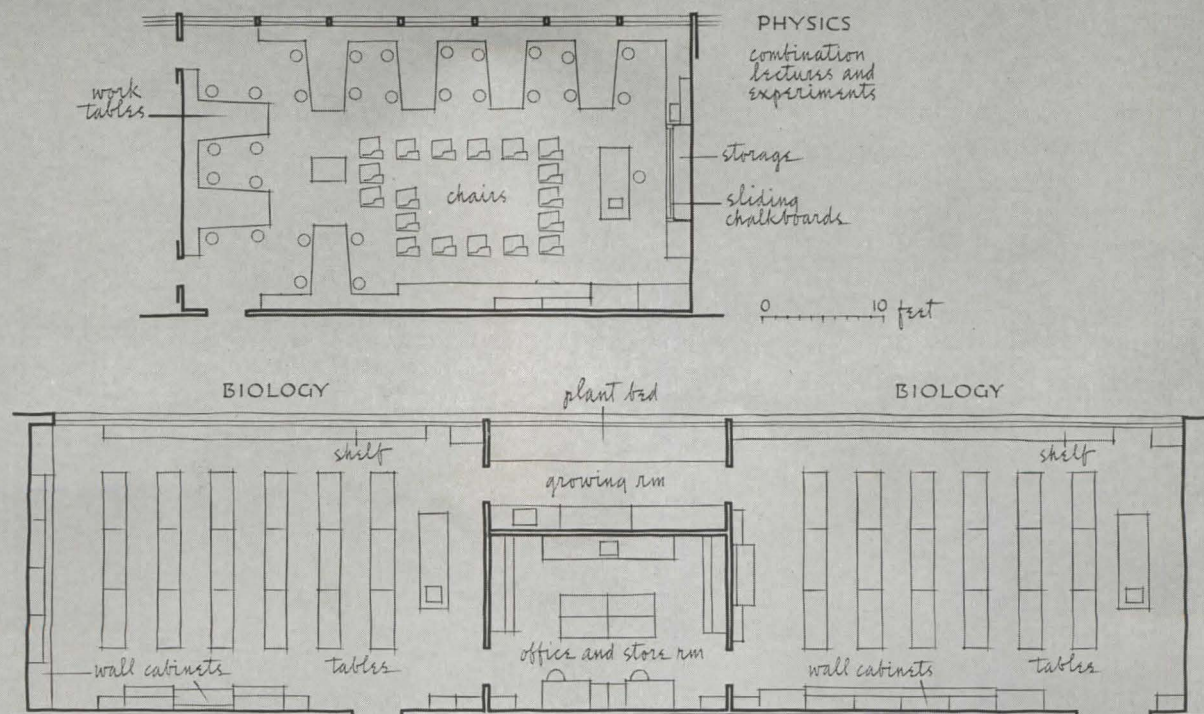 PHYSICS
combination
lectures and
experiments
work
tables
storage
chairs
sliding
chalkboards
0 10 feet
BIOLOGY
plant bed
BIOLOGY
shelf
shelf
growing rm
office and store rm
wall cabinets
tables
wall cabinets
tables